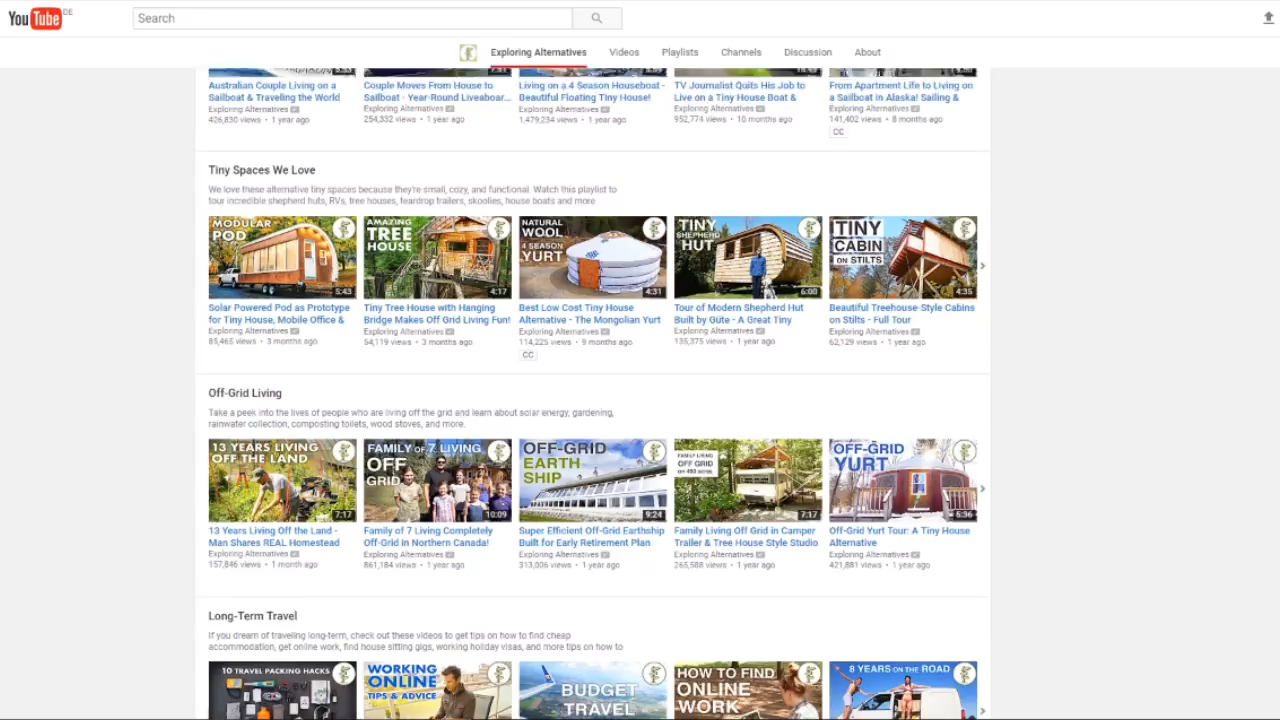 YouTube DE
Search
Exploring Alternatives Videos Playlists Channels Discussion About
Australian Couple Living on a
Sailboat & Traveling the World
Exploring Alternatives
426,830 views • 1 year ago
Couple Moves From House to
Sailboat - Year-Round Liveaboar...
Exploring Alternatives
254,332 views • 1 year ago
Living on a 4 Season Houseboat -
Beautiful Floating Tiny House!
Exploring Alternatives
1,479,234 views • 1 year ago
TV Journalist Quits His Job to
Live on a Tiny House Boat &
Exploring Alternatives
952,774 views • 10 months ago
From Apartment Life to Living on
a Sailboat in Alaska! Sailing &
Exploring Alternatives
141,402 views • 8 months ago
CC
Tiny Spaces We Love
We love these alternative tiny spaces because they're small, cozy, and functional. Watch this playlist to
tour incredible shepherd huts, RVs, tree houses, teardrop trailers, skoolies, house boats and more
MODULAR
POD
5:43
Solar Powered Pod as Prototype
for Tiny House, Mobile Office &
Exploring Alternatives
85,465 views • 3 months ago
AMAZING
TREE
HOUSE
4:17
Tiny Tree House with Hanging
Bridge Makes Off Grid Living Fun!
Exploring Alternatives
54,119 views • 3 months ago
NATURAL
WOOL
4 SEASON
YURT
4:31
Best Low Cost Tiny House
Alternative - The Mongolian Yurt
Exploring Alternatives
114,225 views • 9 months ago
CC
TINY
SHEPHERD
HUT
6:00
Tour of Modern Shepherd Hut
Built by Güte - A Great Tiny
Exploring Alternatives
135,375 views • 1 year ago
TINY
CABIN
ON STILTS
4:35
Beautiful Treehouse-Style Cabins
on Stilts - Full Tour
Exploring Alternatives
62,129 views • 1 year ago
Off-Grid Living
Take a peek into the lives of people who are living off the grid and learn about solar energy, gardening,
rainwater collection, composting toilets, wood stoves, and more.
13 YEARS LIVING
OFF THE LAND
7:17
13 Years Living Off the Land -
Man Shares REAL Homestead
Exploring Alternatives
157,846 views • 1 month ago
FAMILY OF 7 LIVING
OFF
GRID
10:09
Family of 7 Living Completely
Off-Grid in Northern Canada!
Exploring Alternatives
861,184 views • 1 year ago
OFF-GRID
EARTH
SHIP
9:24
Super Efficient Off-Grid Earthship
Built for Early Retirement Plan
Exploring Alternatives
313,006 views • 1 year ago
FAMILY LIVING
OFF GRID
7:17
Family Living Off Grid in Camper
Trailer & Tree House Style Studio
Exploring Alternatives
265,588 views • 1 year ago
OFF-GRID
YURT
6:36
Off-Grid Yurt Tour: A Tiny House
Alternative
Exploring Alternatives
421,881 views • 1 year ago
Long-Term Travel
If you dream of traveling long-term, check out these videos to get tips on how to find cheap
accommodation, get online work, find house sitting gigs, working holiday visas, and more tips on how to
10 TRAVEL PACKING HACKS
WORKING
ONLINE
TIPS & ADVICE
BUDGET
TRAVEL
HOW TO FIND
ONLINE
WORK
8 YEARS ON THE ROAD